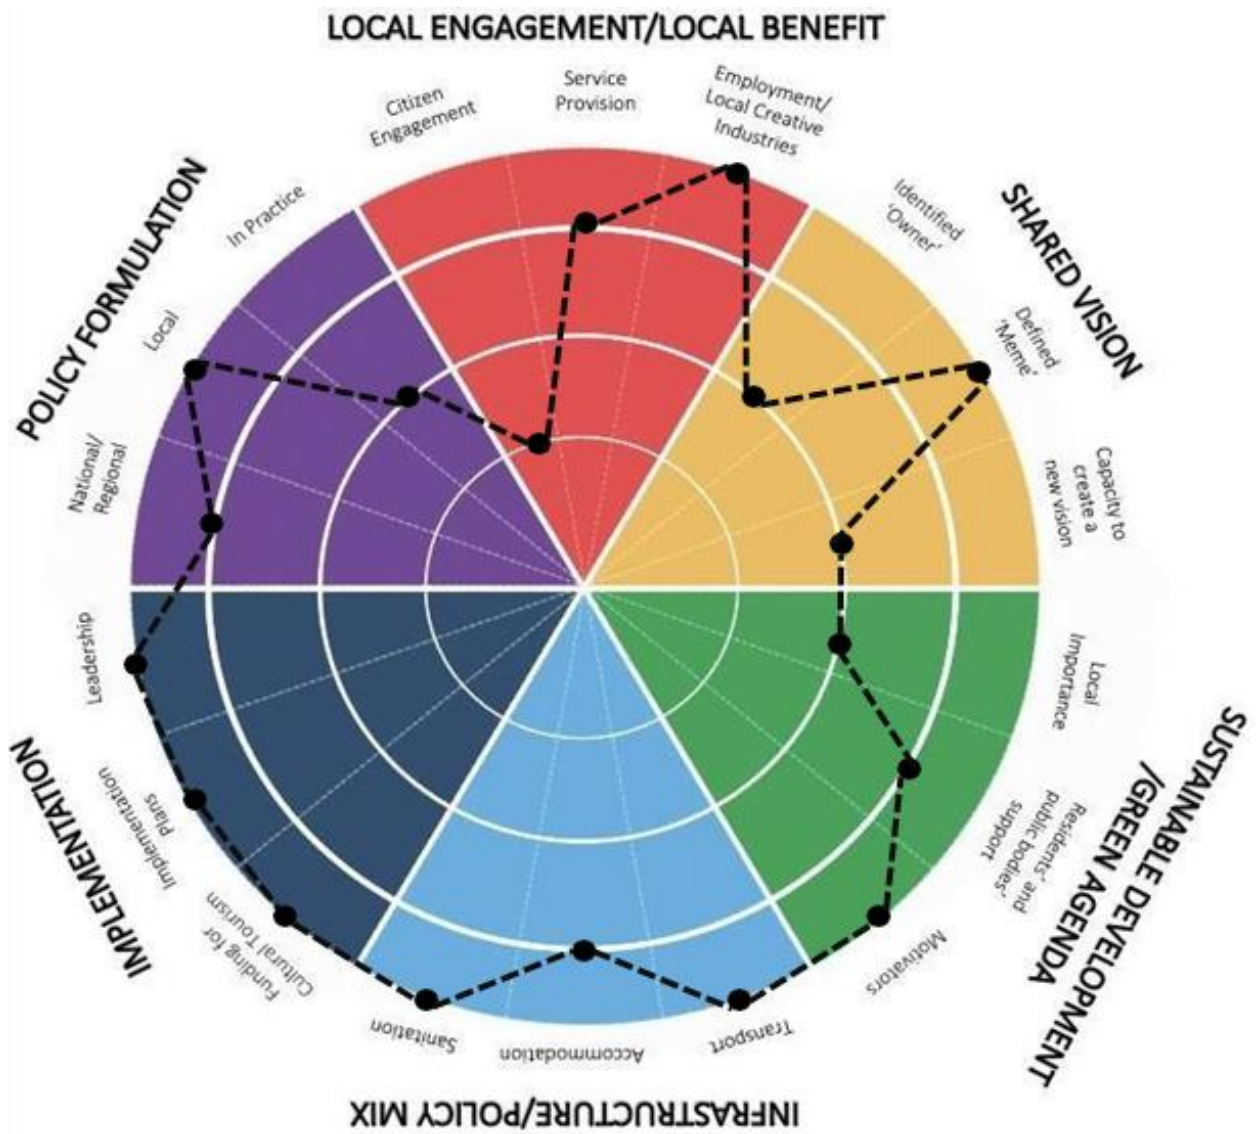 LOCAL ENGAGEMENT/LOCAL BENEFIT
Citizen
Engagement
Service
Provision
Employment/
Local Creative
Industries
SHARED VISION
Identified
'Owner'
Defined
'Meme'
Capacity to
create a
new vision
SUSTAINABLE DEVELOPMENT
/GREEN AGENDA
Local
Importance
Residents' and
public bodies'
support
Motivators
INFRASTRUCTURE/POLICY MIX
Transport
Accommodation
Sanitation
IMPLEMENTATION
Funding for
Cultural Tourism
Implementation
Plans
Leadership
POLICY FORMULATION
National/
Regional
Local
In Practice